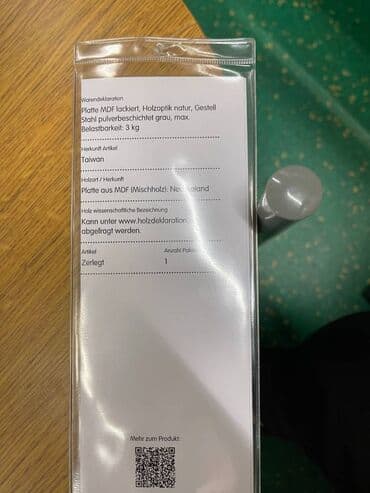 Warendeklaration
Platte MDF lackiert, Holzoptik natur, Gestell
Stahl pulverbeschichtet grau, max.
Belastbarkeit: 3 kg
Herkunft Artikel
Taiwan
Holzart / Herkunft
Platte aus MDF (Mischholz): Neuseeland
Holz wissenschaftliche Bezeichnung
Kann unter www.holzdeklaration
abgefragt werden.
Artikel Anzahl Pakete
Zerlegt 1
Mehr zum Produkt: